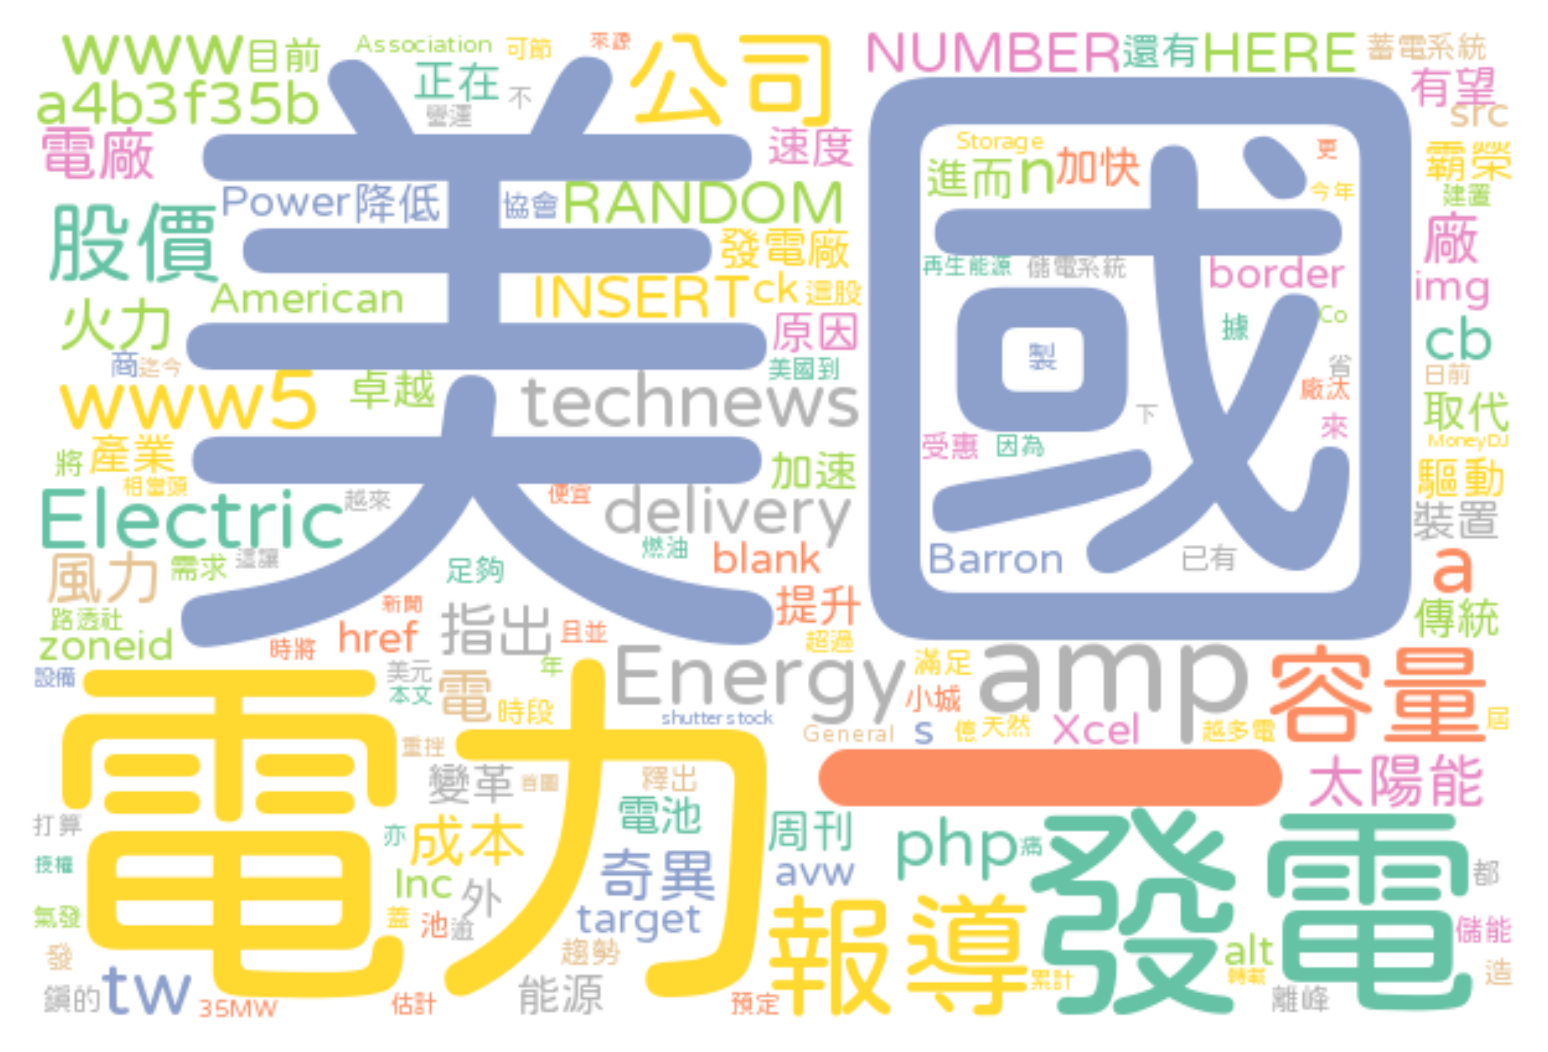 www 目前 Association 可節 來源 公司 NUMBER 還有 HERE 蓄電系統
a4b3f35b 正在 不 有望 src
電廠 營運 速度 Storage 更 霸榮
進而 n 加快 今年 建置
股價 Power 降低 協會 RANDOM 發電廠 廠
美國
再生能源 儲電系統 border img
火力 American INSERT ck 這股 Co
原因 據 cb
商 迄今 美國到 製 省 日前
www5 卓越 technews 廠汰 取代
下 來 MoneyDJ
將 產業 加速 受惠 因為 驅動
相當頭 越來 便宜
Electric delivery 裝置
風力 需求 這讓 足夠 燃油 blank Barron 已有 a
路透社 新聞 指出 提升 傳統
zoneid 時將 href 且並 超過
設備 美元 年 Energy 滿足 amp 容量
本文 電 時段 小城
shutterstock General s 億 天然 Xcel 越多電 屆
電力
重挫 一 太陽能
變革 首圖 釋出
打算 電池 周刊 php 痛 發電
亦 成本
授權 奇異 avw 都
Inc 外
氣發 蓋 池 逾 target 報導 alt 儲能
發 趨勢 累計 轉載 造
鎮的 tw 35MW 估計 能源 預定 離峰